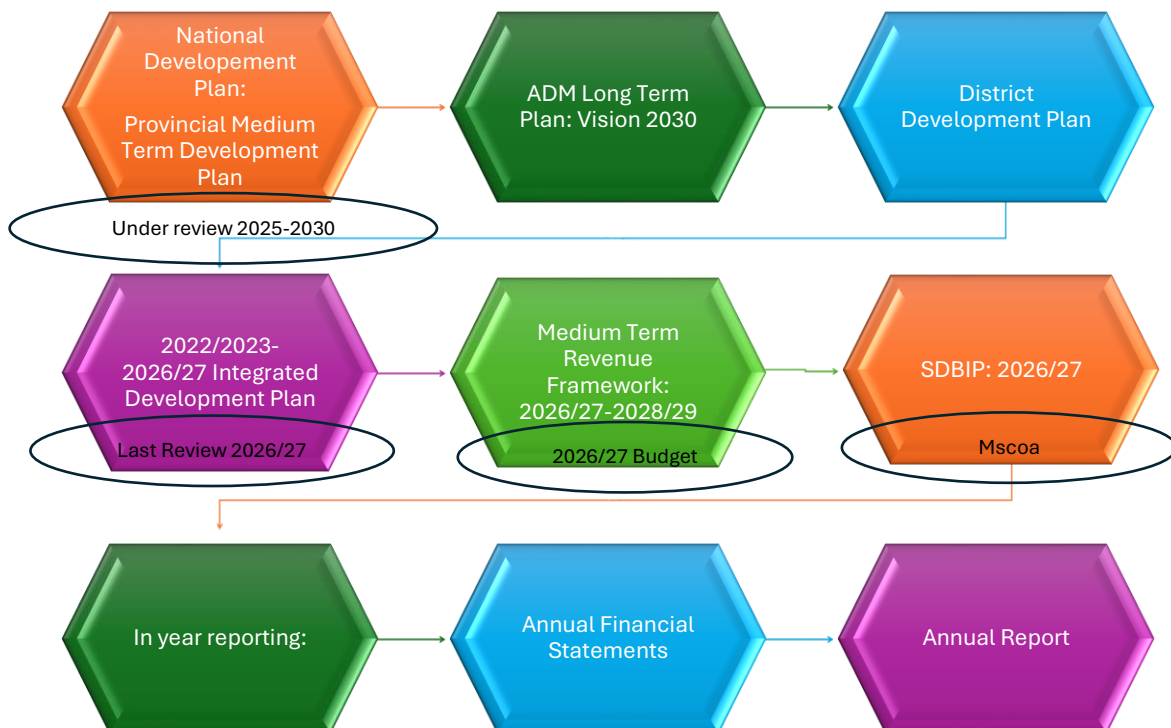 National
Developement
Plan:
Provincial Medium
Term Development
Plan
ADM Long Term
Plan: Vision 2030
District
Development Plan
Under review 2025-2030
2022/2023-
2026/27 Integrated
Development Plan
Last Review 2026/27
Medium Term
Revenue
Framework:
2026/27-2028/29
2026/27 Budget
SDBIP: 2026/27
Mscoa
In year reporting:
Annual Financial
Statements
Annual Report